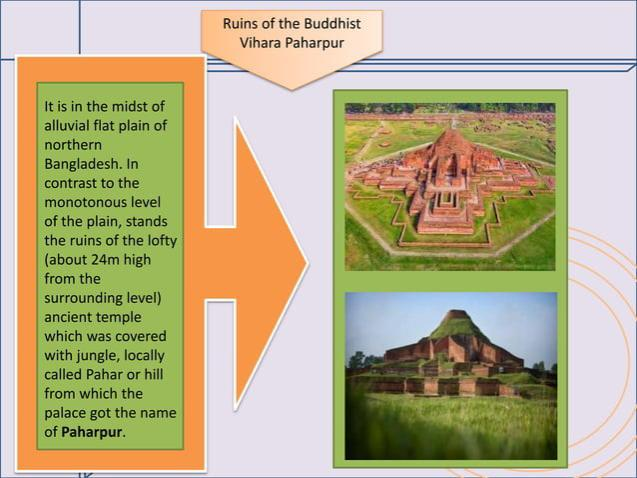 Ruins of the Buddhist
Vihara Paharpur
It is in the midst of
alluvial flat plain of
northern
Bangladesh. In
contrast to the
monotonous level
of the plain, stands
the ruins of the lofty
(about 24m high
from the
surrounding level)
ancient temple
which was covered
with jungle, locally
called Pahar or hill
from which the
palace got the name
of Paharpur.